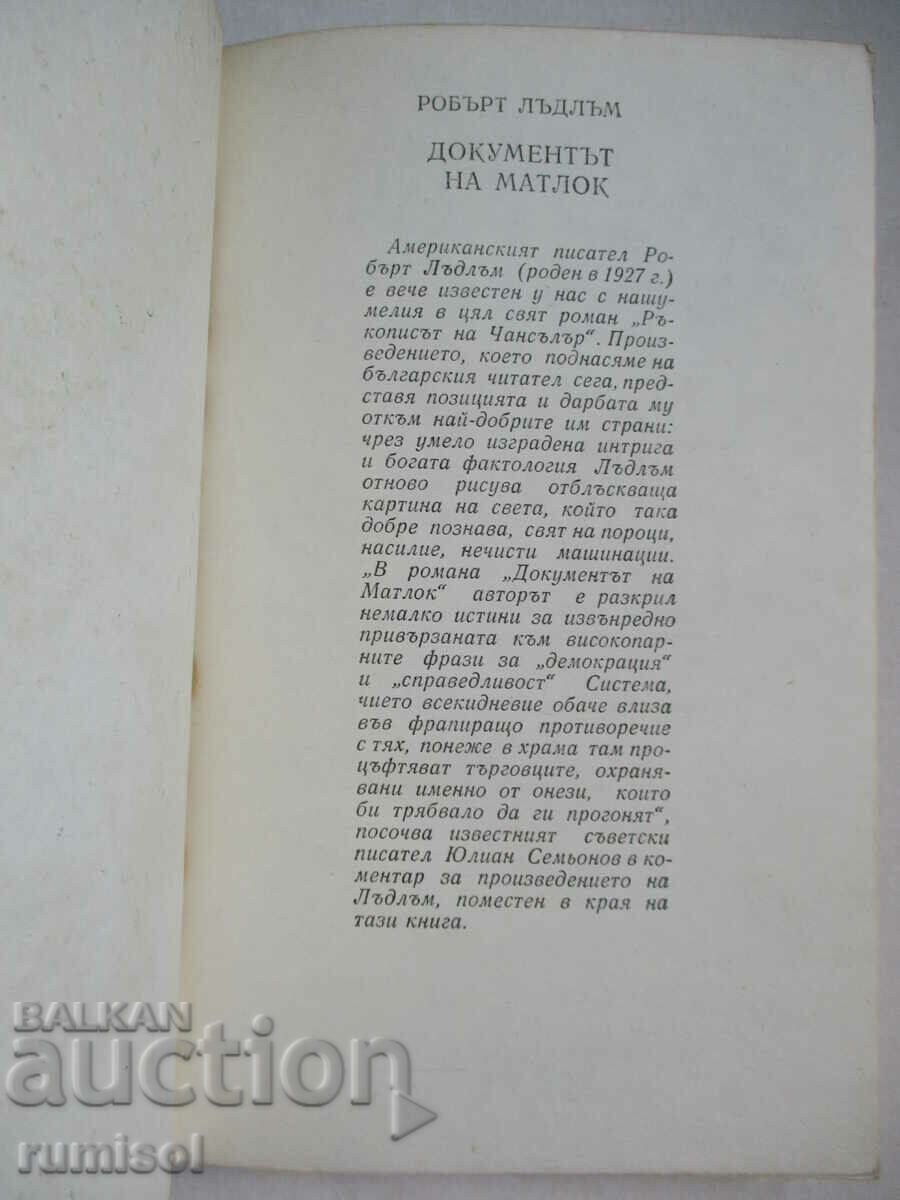 РОБЪРТ ЛЪДЛЪМ
ДОКУМЕНТЪТ
НА МАТЛОК
Американският писател Ро-
бърт Лъдлъм (роден в 1927 г.)
е вече известен у нас с нашу-
мелия в цял свят роман „Ръ-
кописът на Чансълър“. Произ-
ведението, което поднасяме на
българския читател сега, пред-
ставя позицията и дарбата му
откъм най-добрите им страни:
чрез умело изградена интрига
и богата фактология Лъдлъм
отново рисува отблъскваща
картина на света, който така
добре познава, свят на пороци,
насилие, нечисти машинации.
„В романа „Документът на
Матлок“ авторът е разкрил
немалко истини за извънредно
привързаната към високопар-
ните фрази за „демокрация“
и „справедливост“ Система,
чието всекидневие обаче влиза
във фрапиращо противоречие
с тях, понеже в храма там про-
цъфтяват търговците, охраня-
вани именно от онези, които
би трябвало да ги прогонят“,
посочва известният съветски
писател Юлиан Семьонов в ко-
ментар за произведението на
Лъдлъм, поместен в края на
тази книга.
BALKAN
auction
rumisol